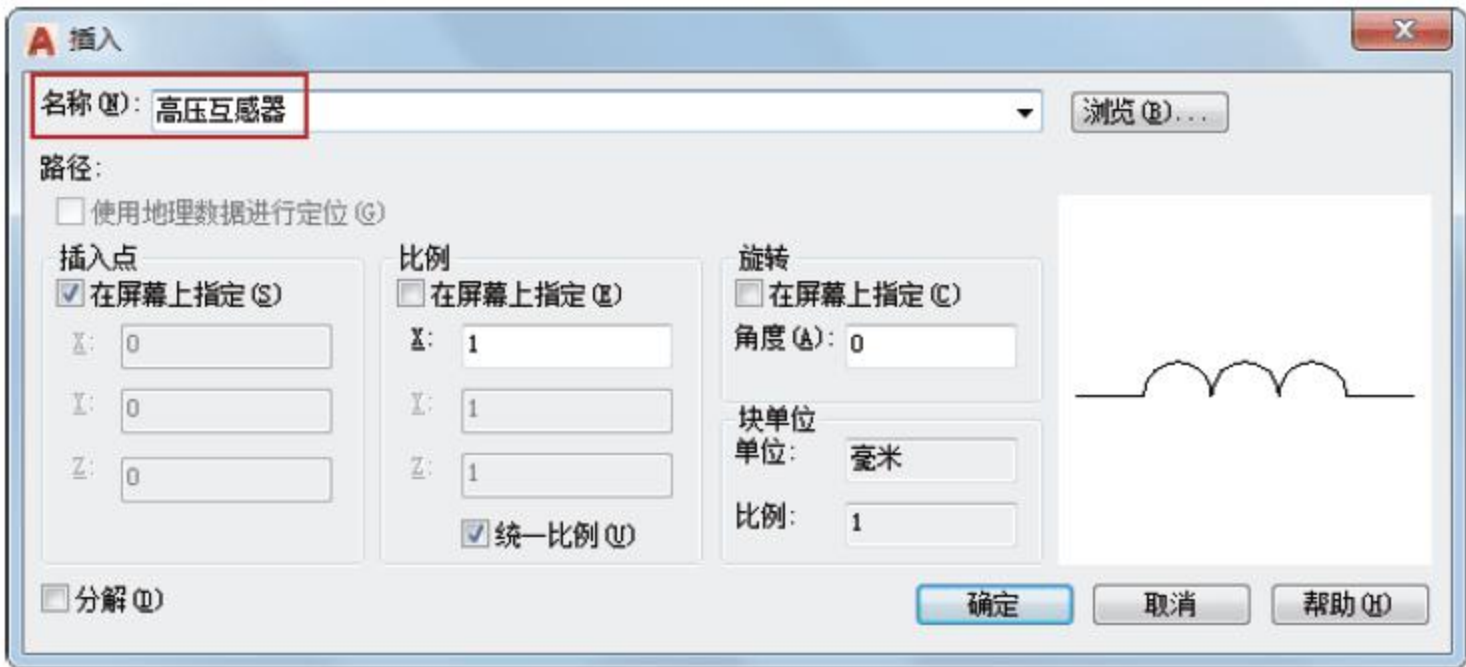 插入
名称(N): 高压互感器 浏览(B)...
路径:
使用地理数据进行定位(G)
插入点 比例 旋转
在屏幕上指定(S) 在屏幕上指定(E) 在屏幕上指定(C)
X: 0 X: 1 角度(A): 0
Y: 0 Y: 1 块单位
单位: 毫米
Z: 0 Z: 1
比例: 1
统一比例(U)
分解(D) 确定 取消 帮助(H)